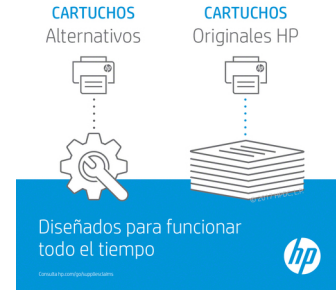 CARTUCHOS
Alternativos
CARTUCHOS
Originales HP
Diseñados para funcionar
todo el tiempo
Consulta hp.com/go/suppliesclaims
hp